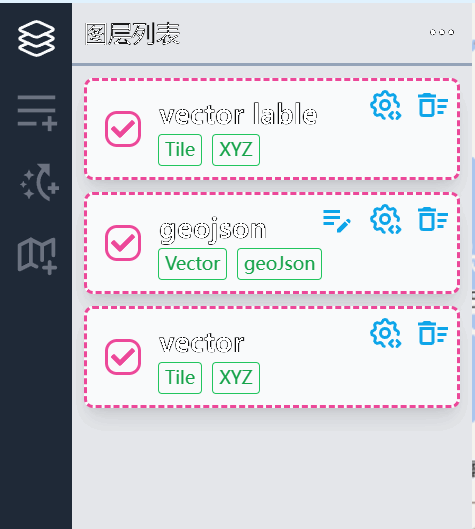 图层列表
vector lable
Tile XYZ
geojson
Vector geoJson
vector
Tile XYZ